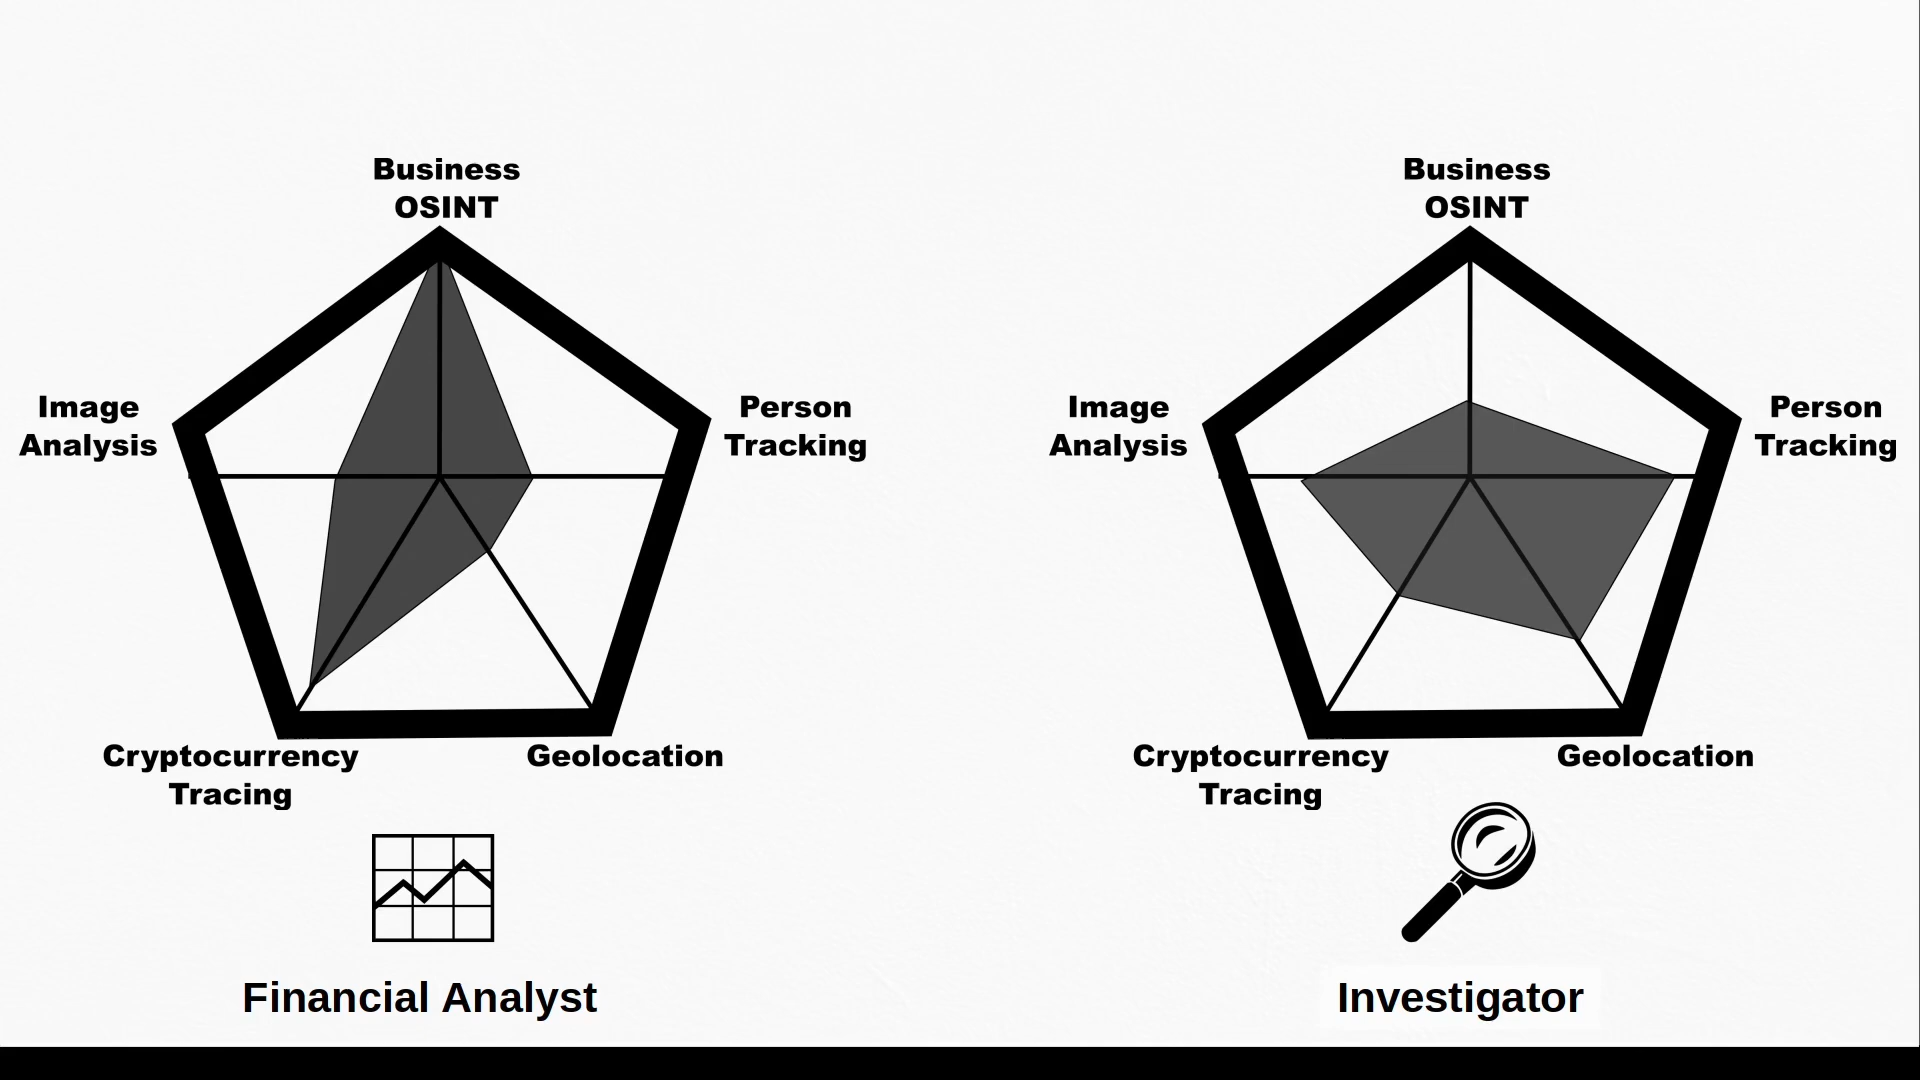 Business
OSINT
Image
Analysis
Person
Tracking
Cryptocurrency
Tracing
Geolocation
Financial Analyst
Business
OSINT
Image
Analysis
Person
Tracking
Cryptocurrency
Tracing
Geolocation
Investigator